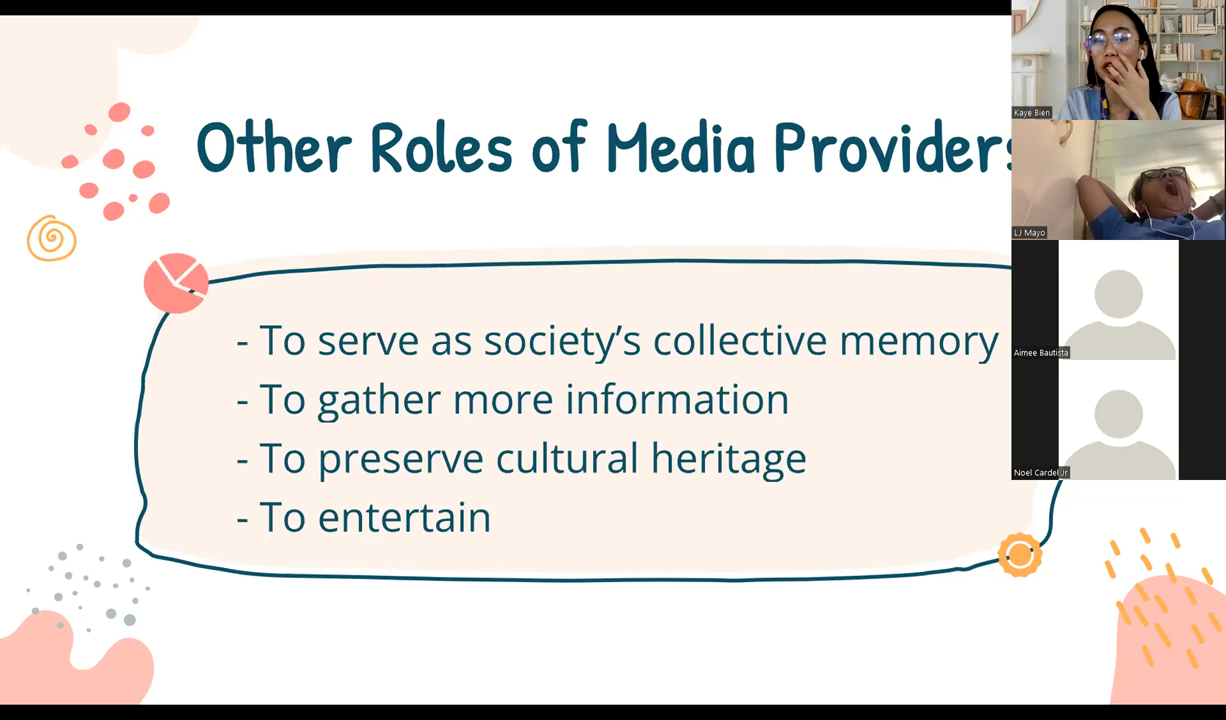 Other Roles of Media Providers
- To serve as society’s collective memory
- To gather more information
- To preserve cultural heritage
- To entertain
Kaye Bien
LJ Mayo
Aimee Bautista
Noel Cardel Jr